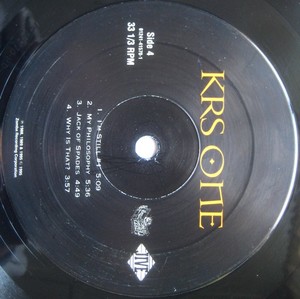 KRS ONE
Side 4
33 1/3 RPM
1. I'm Still #1 5:09
2. My Philosophy 5:36
3. Jack of Spades 4:49
4. Why Is That? 3:57
JIVE